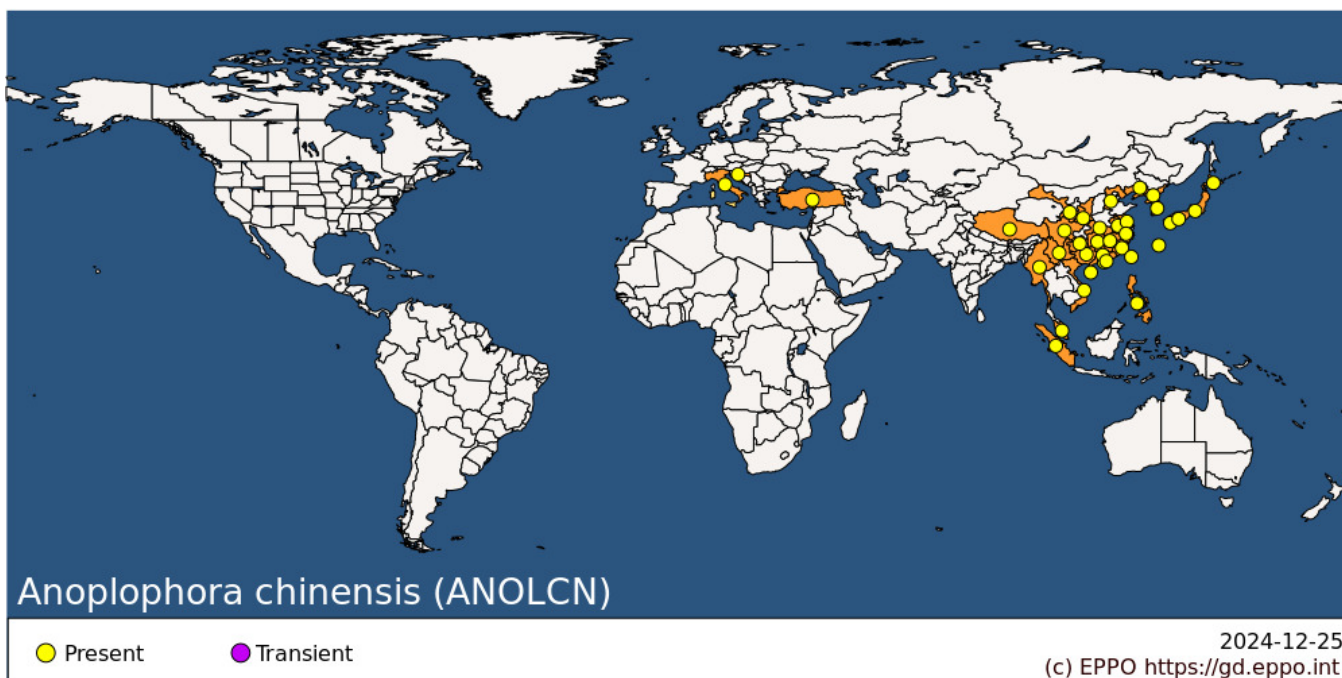 Anoplophora chinensis (ANOLCN)
Present
Transient
2024-12-25
(c) EPPO https://gd.eppo.int